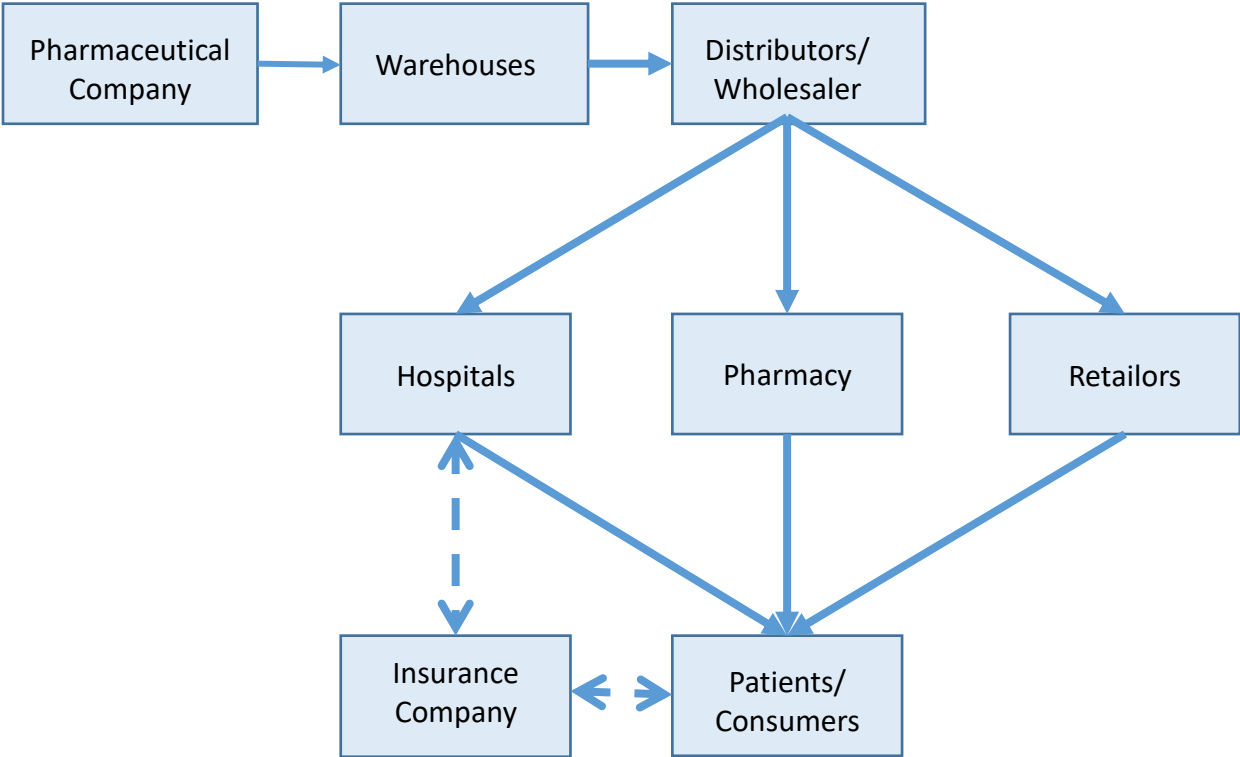 Pharmaceutical
Company
Warehouses
Distributors/
Wholesaler
Hospitals
Pharmacy
Retailors
Insurance
Company
Patients/
Consumers